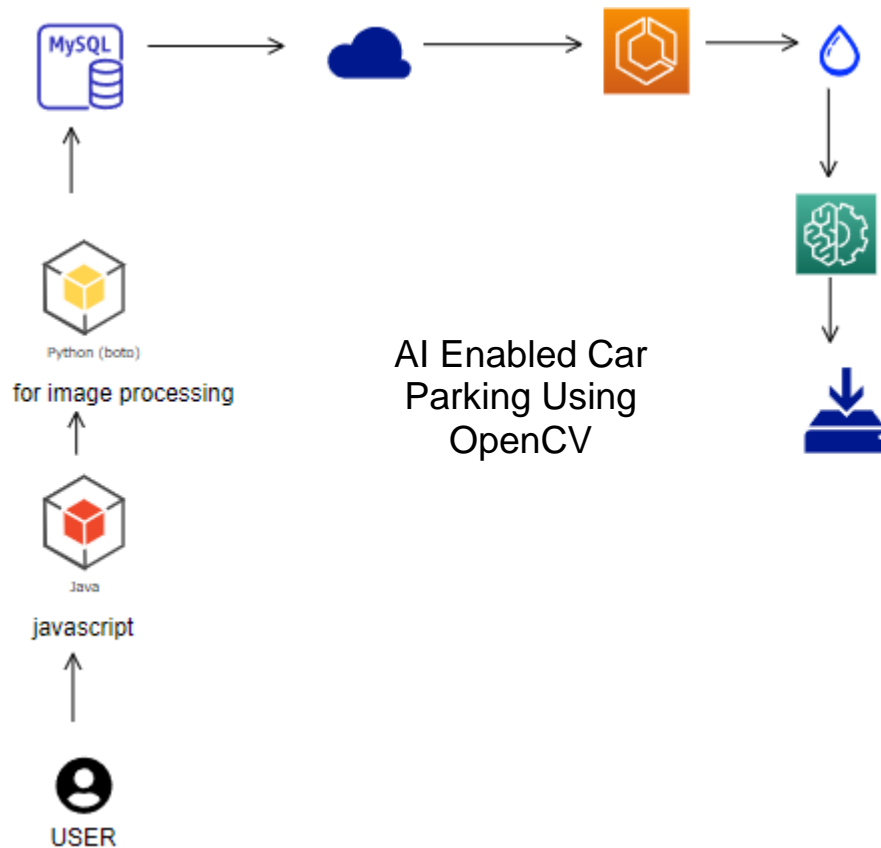 MySQL
Python (boto)
for image processing
AI Enabled Car
Parking Using
OpenCV
Java
javascript
USER